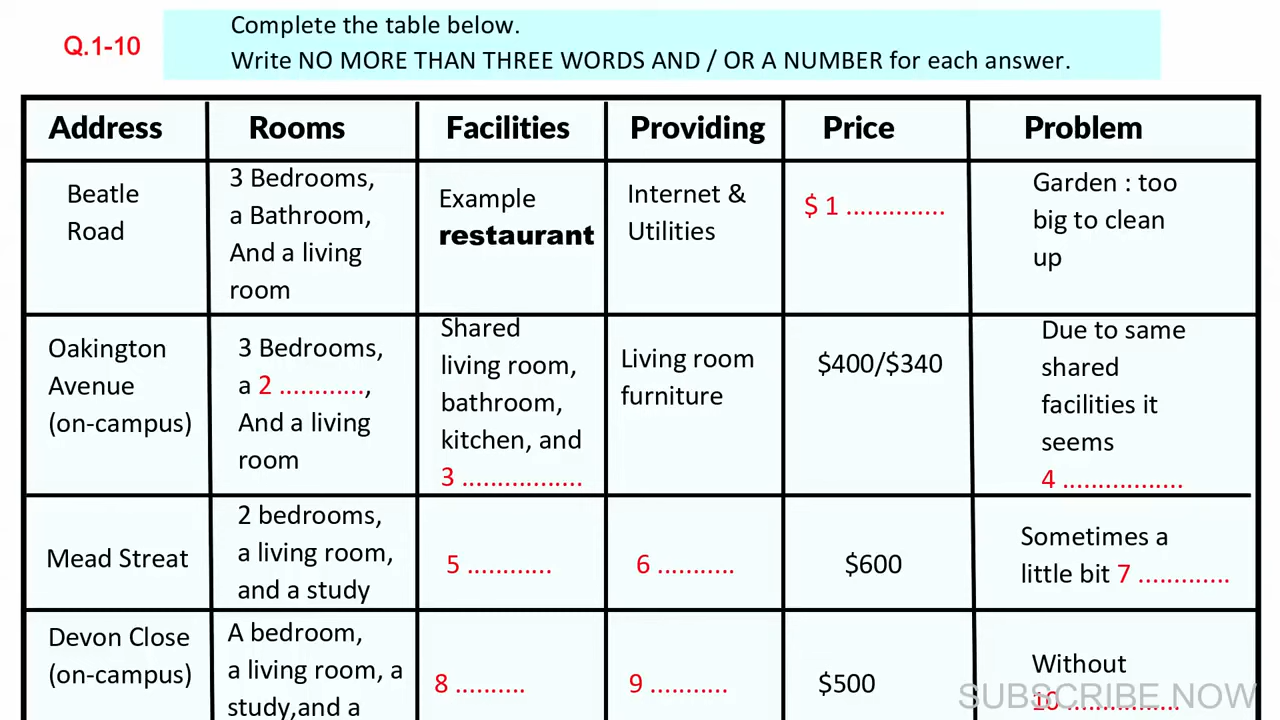 Q.1-10
Complete the table below.
Write NO MORE THAN THREE WORDS AND / OR A NUMBER for each answer.
Address Rooms Facilities Providing Price Problem
Beatle
Road
3 Bedrooms,
a Bathroom,
And a living
room
Example
restaurant
Internet &
Utilities
$ 1 ..............
Garden : too
big to clean
up
Oakington
Avenue
(on-campus)
3 Bedrooms,
a 2 ............,
And a living
room
Shared
living room,
bathroom,
kitchen, and
3 .................
Living room
furniture
$400/$340
Due to same
shared
facilities it
seems
4 .................
Mead Streat
2 bedrooms,
a living room,
and a study
5 ............
6 ...........
$600
Sometimes a
little bit 7 .............
Devon Close
(on-campus)
A bedroom,
a living room, a
study,and a
8 ..........
9 ...........
$500
Without
10 ................
SUBSCRIBE NOW